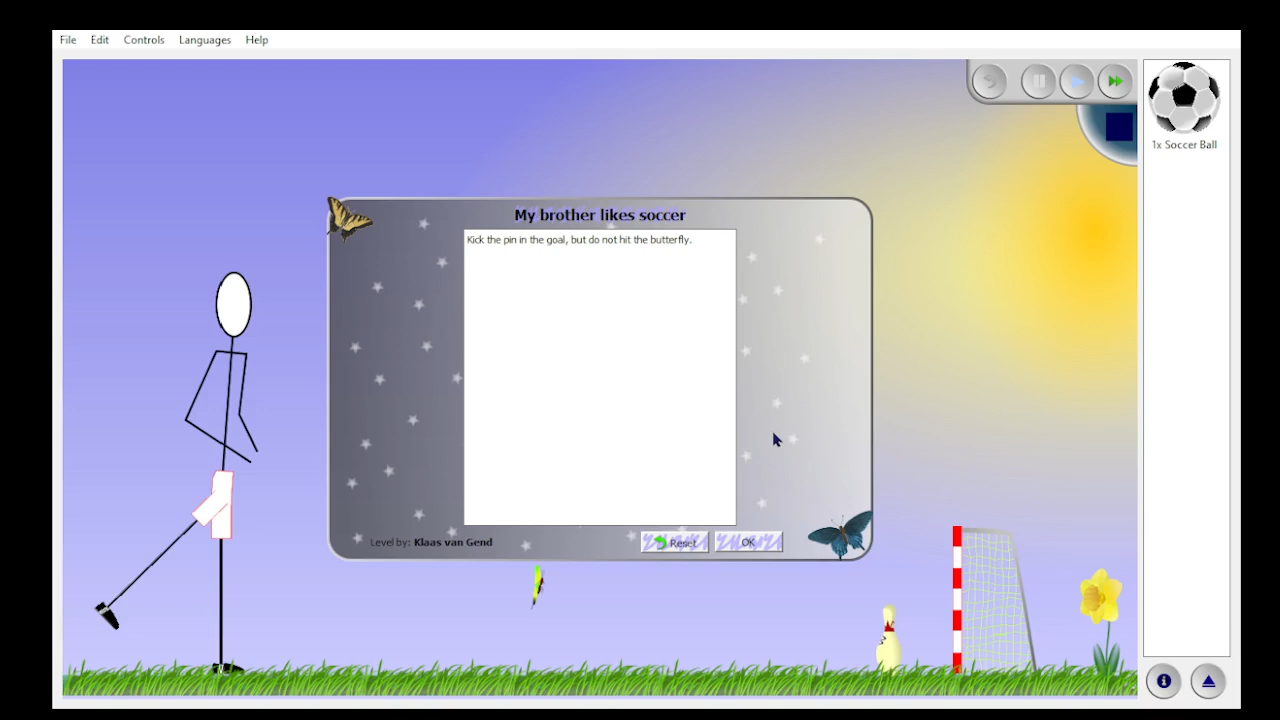 File Edit Controls Languages Help
1x Soccer Ball
My brother likes soccer
Kick the pin in the goal, but do not hit the butterfly.
Level by: Klaas van Gend
Reset
OK